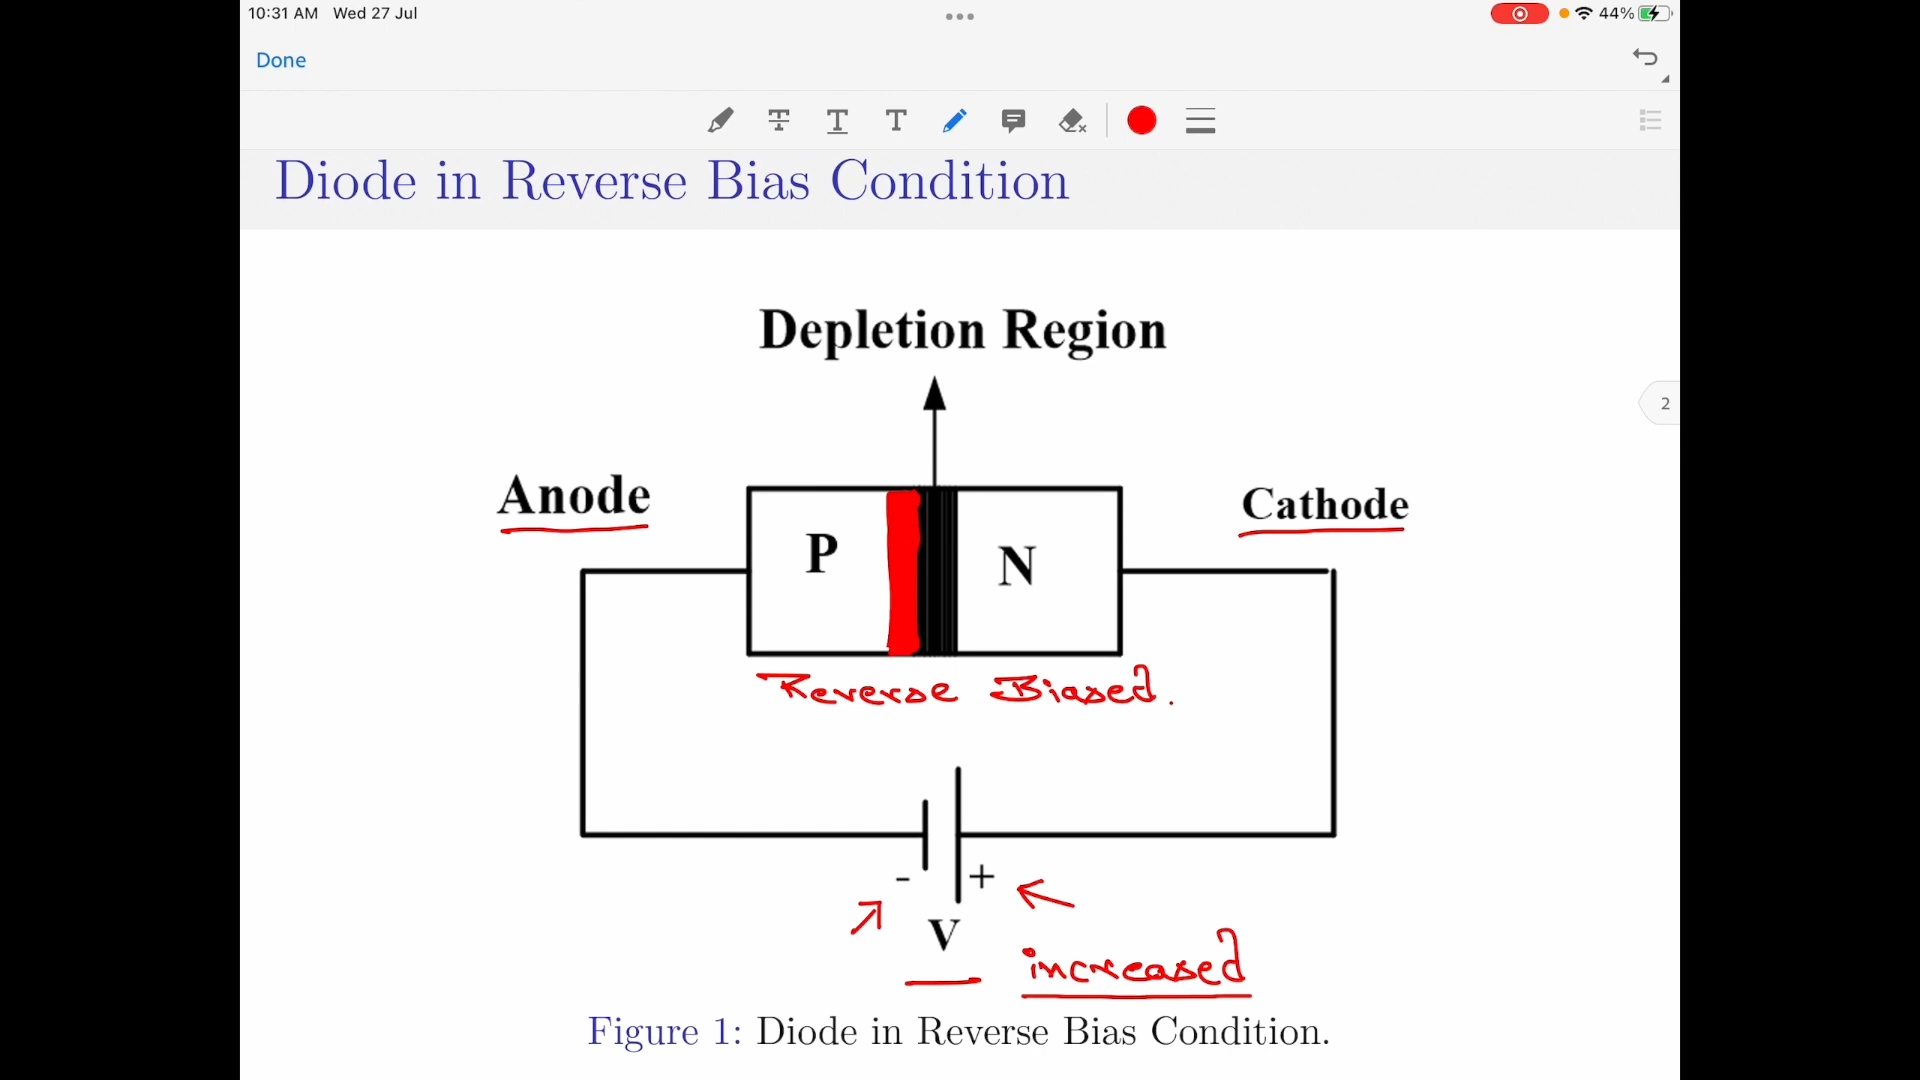 10:31 AM Wed 27 Jul
44%
Done
Diode in Reverse Bias Condition
Depletion Region
2
Anode
Cathode
P
N
Reverse Biased.
- +
V
increased
Figure 1: Diode in Reverse Bias Condition.